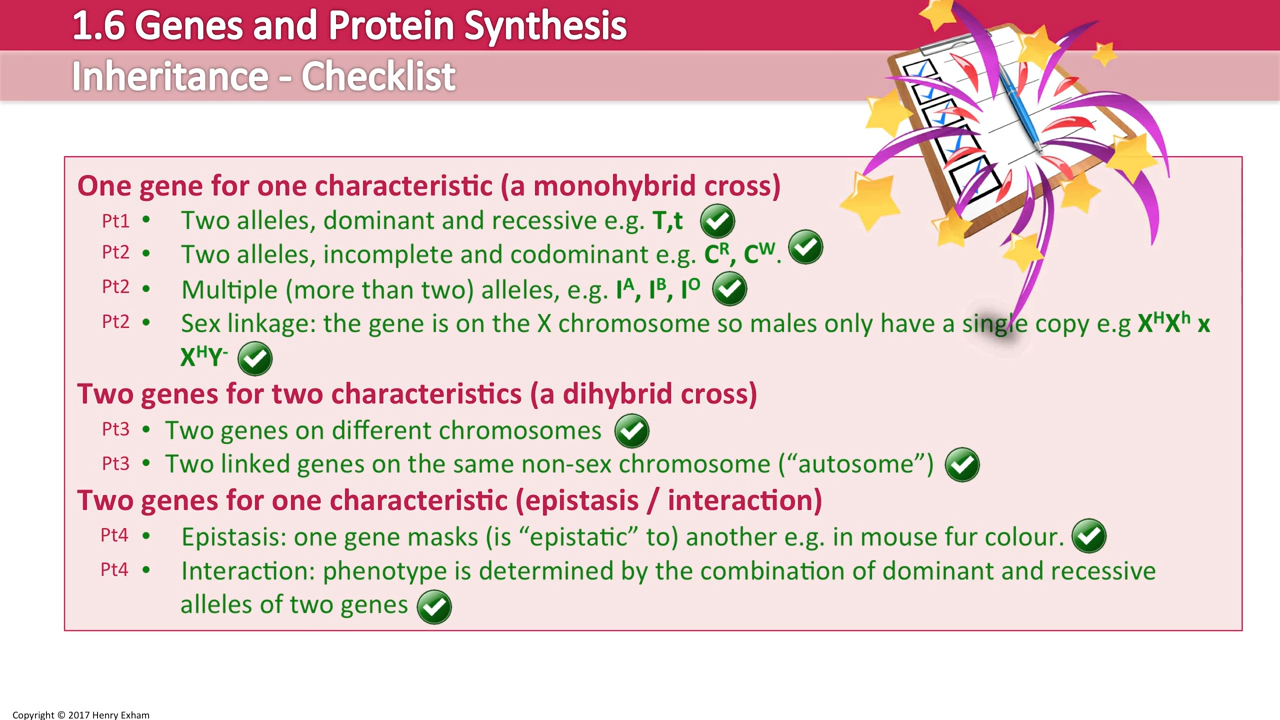 1.6 Genes and Protein Synthesis
Inheritance - Checklist
One gene for one characteristic (a monohybrid cross)
Pt1 • Two alleles, dominant and recessive e.g. T,t
Pt2 • Two alleles, incomplete and codominant e.g. Cᴿ, Cᵂ.
Pt2 • Multiple (more than two) alleles, e.g. Iᴬ, Iᴮ, Iᴼ
Pt2 • Sex linkage: the gene is on the X chromosome so males only have a single copy e.g XᴴXʰ x
XᴴY⁻
Two genes for two characteristics (a dihybrid cross)
Pt3 • Two genes on different chromosomes
Pt3 • Two linked genes on the same non-sex chromosome (“autosome”)
Two genes for one characteristic (epistasis / interaction)
Pt4 • Epistasis: one gene masks (is “epistatic” to) another e.g. in mouse fur colour.
Pt4 • Interaction: phenotype is determined by the combination of dominant and recessive
alleles of two genes
Copyright © 2017 Henry Exham